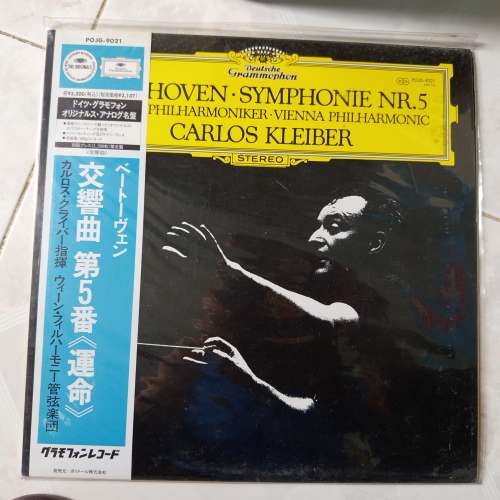 POJG-9021
ドイツ・グラモフォン
オリジナルス・アナログ名盤
ベートーヴェン
交響曲 第5番《運命》
カルロス・クライバー指揮 ウィーン・フィルハーモニー管弦楽団
グラモフォンレコード
Deutsche
Grammophon
POJG-9021
HOVEN · SYMPHONIE NR. 5
PHILHARMONIKER · VIENNA PHILHARMONIC
CARLOS KLEIBER
STEREO